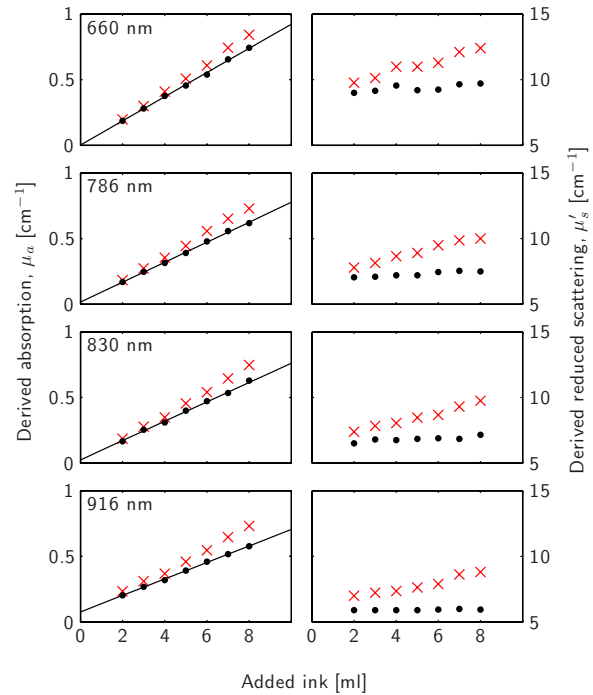 1
660 nm
0.5
0
15
10
5
1
786 nm
0.5
0
15
10
5
1
830 nm
0.5
0
15
10
5
1
916 nm
0.5
0
15
10
5
0 2 4 6 8
0 2 4 6 8
Derived absorption, μa [cm−1]
Derived reduced scattering, μ′s [cm−1]
Added ink [ml]